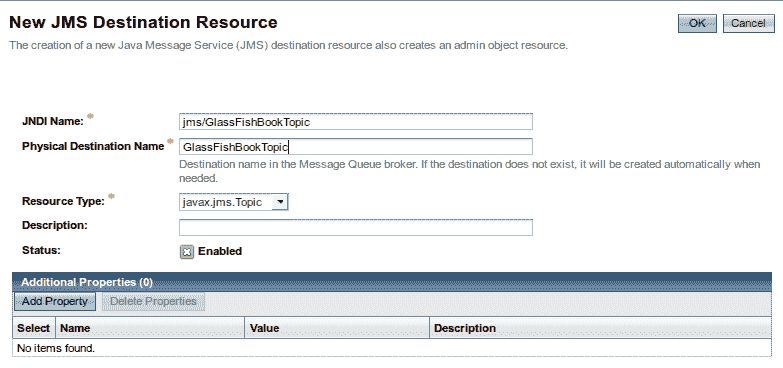 New JMS Destination Resource
OK Cancel
The creation of a new Java Message Service (JMS) destination resource also creates an admin object resource.
JNDI Name: * jms/GlassFishBookTopic
Physical Destination Name * GlassFishBookTopic
Destination name in the Message Queue broker. If the destination does not exist, it will be created automatically when
needed.
Resource Type: * javax.jms.Topic
Description:
Status: Enabled
Additional Properties (0)
Add Property Delete Properties
Select Name Value Description
No items found.